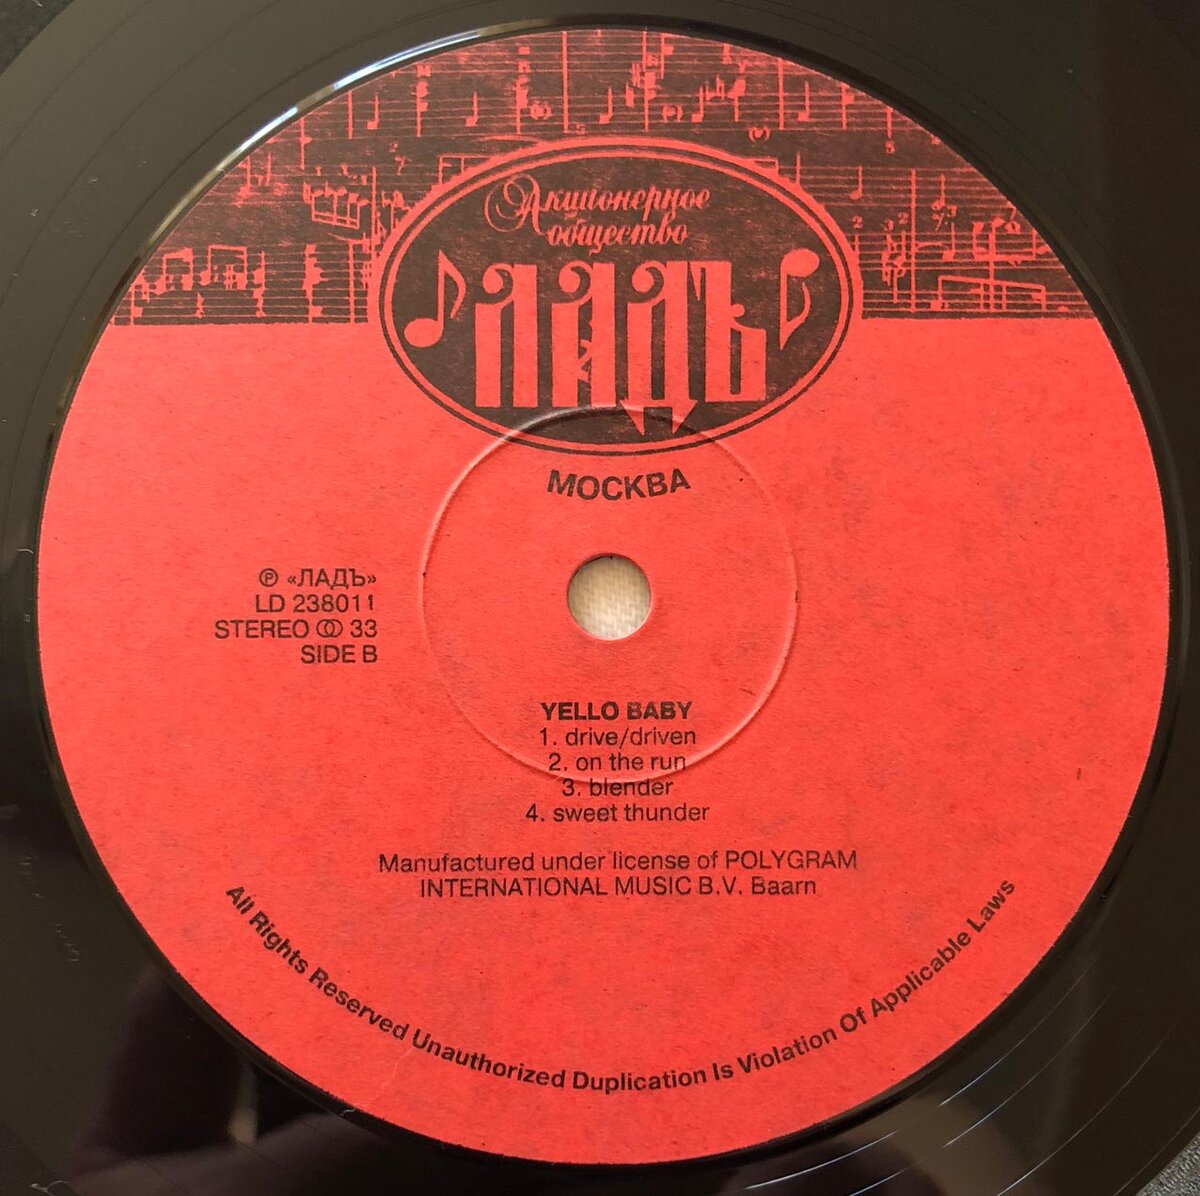 Акционерное
общество
ЛАДЪ
МОСКВА
℗ «ЛАДЪ»
LD 238011
STEREO 33
SIDE B
YELLO BABY
1. drive/driven
2. on the run
3. blender
4. sweet thunder
Manufactured under license of POLYGRAM
INTERNATIONAL MUSIC B.V. Baarn
All Rights Reserved Unauthorized Duplication Is Violation Of Applicable Laws